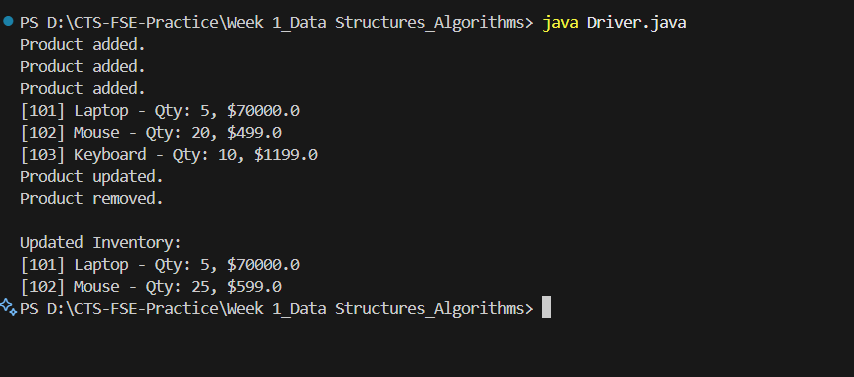 PS D:\CTS-FSE-Practice\Week 1_Data Structures_Algorithms> java Driver.java
Product added.
Product added.
Product added.
[101] Laptop - Qty: 5, $70000.0
[102] Mouse - Qty: 20, $499.0
[103] Keyboard - Qty: 10, $1199.0
Product updated.
Product removed.

Updated Inventory:
[101] Laptop - Qty: 5, $70000.0
[102] Mouse - Qty: 25, $599.0
PS D:\CTS-FSE-Practice\Week 1_Data Structures_Algorithms>